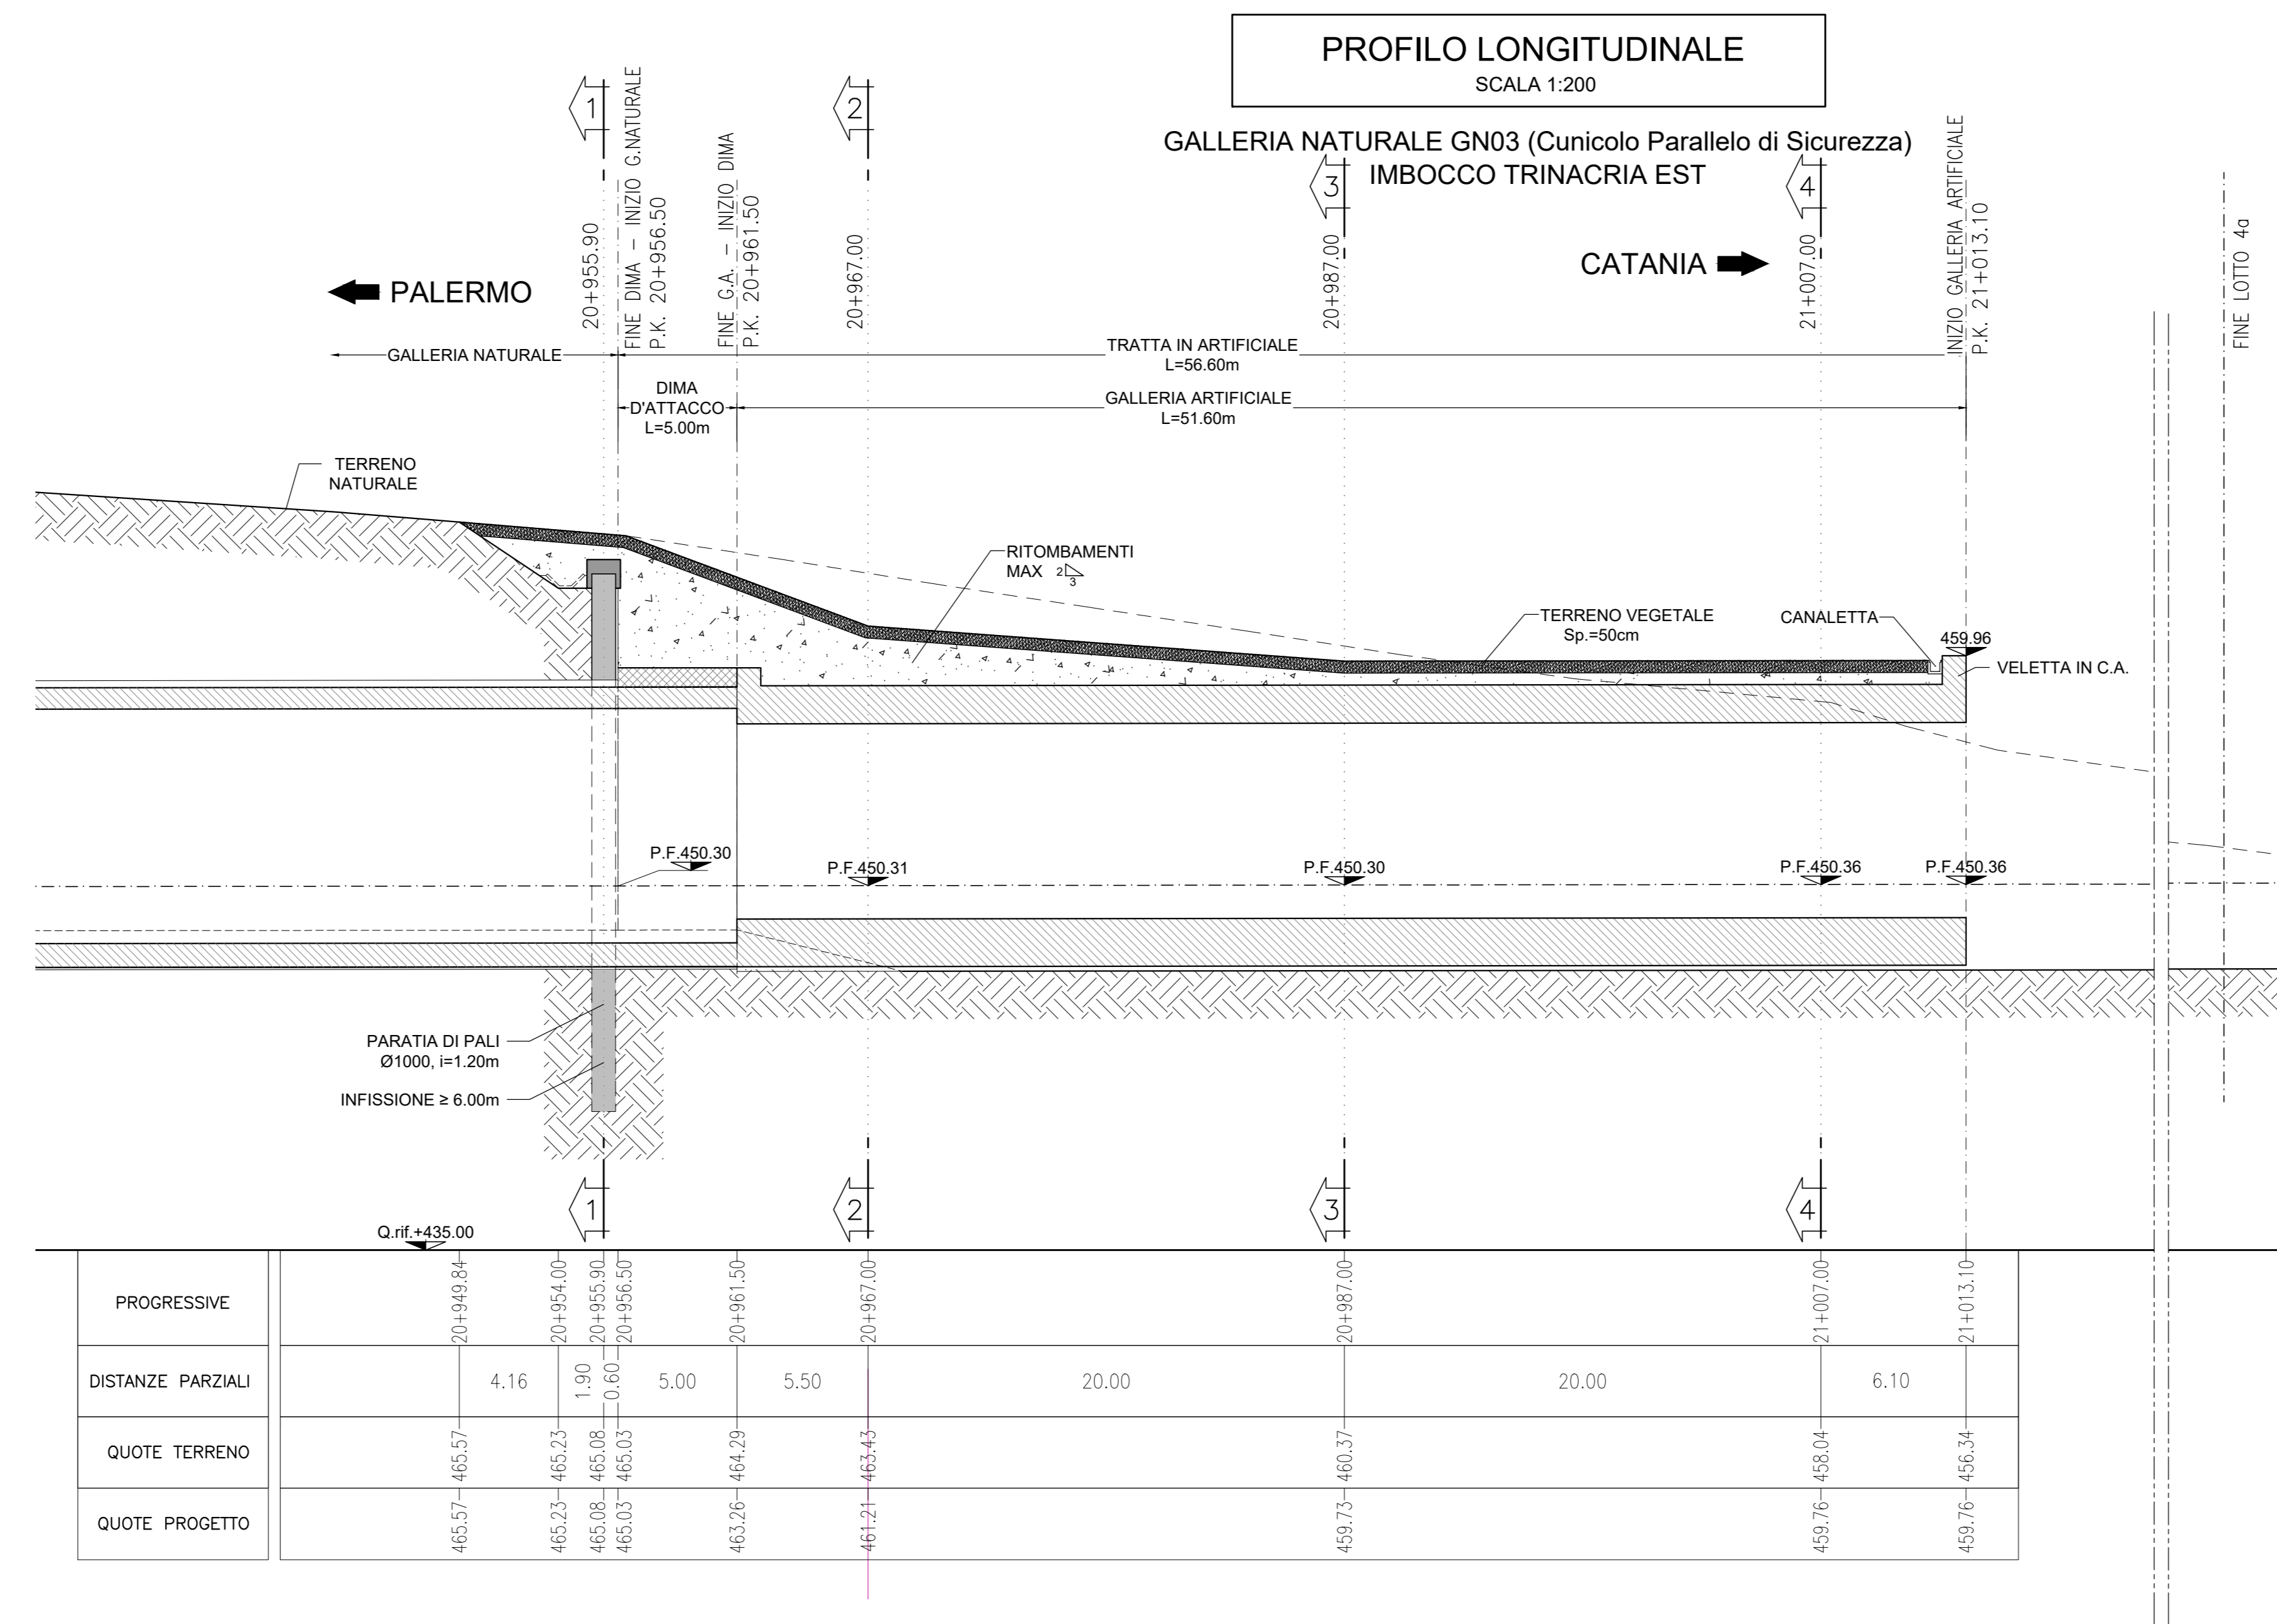 PROFILO LONGITUDINALE
SCALA 1:200
GALLERIA NATURALE GN03 (Cunicolo Parallelo di Sicurezza)
IMBOCCO TRINACRIA EST
1
2
3
4
20+955.90
FINE DIMA - INIZIO G.NATURALE
P.K. 20+956.50
FINE G.A. - INIZIO DIMA
P.K. 20+961.50
20+967.00
20+987.00
21+007.00
INIZIO GALLERIA ARTIFICIALE
P.K. 21+013.10
FINE LOTTO 4a
PALERMO
CATANIA
GALLERIA NATURALE
TRATTA IN ARTIFICIALE
L=56.60m
DIMA
D'ATTACCO
L=5.00m
GALLERIA ARTIFICIALE
L=51.60m
TERRENO
NATURALE
RITOMBAMENTI
MAX 2
3
TERRENO VEGETALE
Sp.=50cm
CANALETTA
459.96
VELETTA IN C.A.
P.F.450.30
P.F.450.31
P.F.450.30
P.F.450.36
P.F.450.36
PARATIA DI PALI
Ø1000, i=1.20m
INFISSIONE ≥ 6.00m
1
2
3
4
Q.rif.+435.00
PROGRESSIVE
20+949.84
20+954.00
20+955.90
20+956.50
20+961.50
20+967.00
20+987.00
21+007.00
21+013.10
DISTANZE PARZIALI
4.16
1.90
0.60
5.00
5.50
20.00
20.00
6.10
QUOTE TERRENO
465.57
465.23
465.08
465.03
464.29
463.43
460.37
458.04
456.34
QUOTE PROGETTO
465.57
465.23
465.08
465.03
463.26
461.21
459.73
459.76
459.76